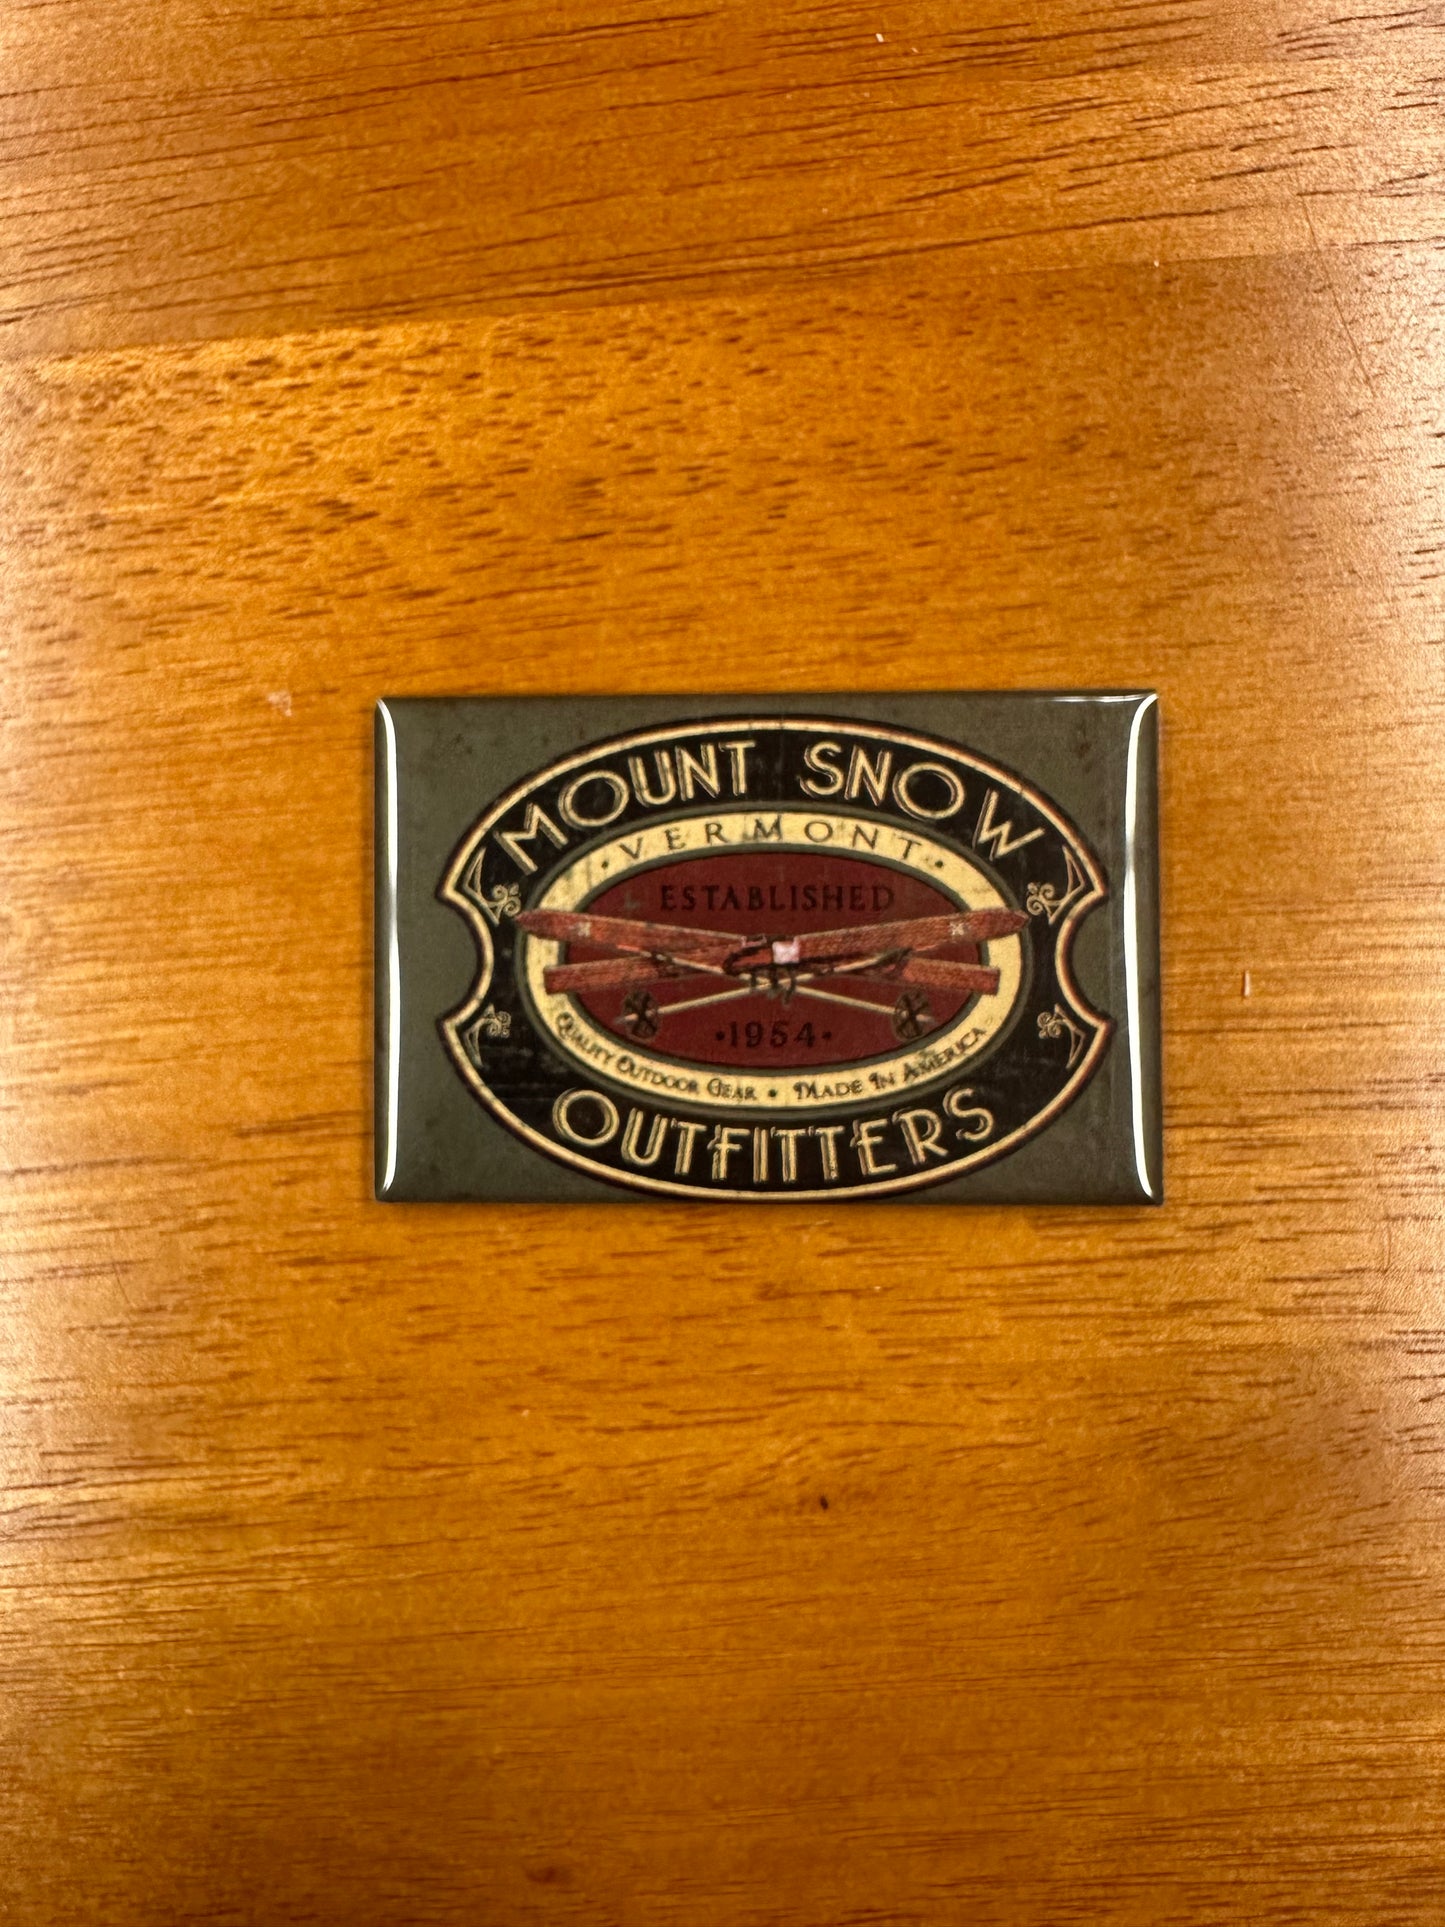 MOUNT SNOW
• VERMONT •
ESTABLISHED
•1954•
QUALITY OUTDOOR GEAR • MADE IN AMERICA
OUTFITTERS